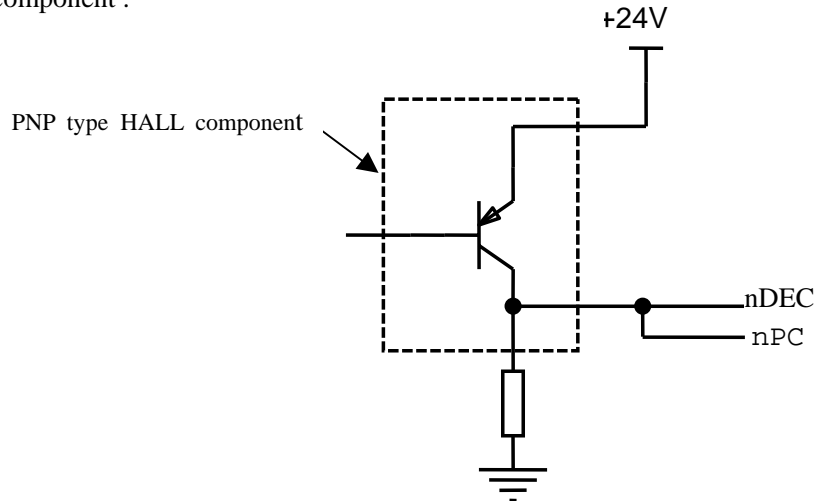 component :
+24V
PNP type HALL component
nDEC
nPC